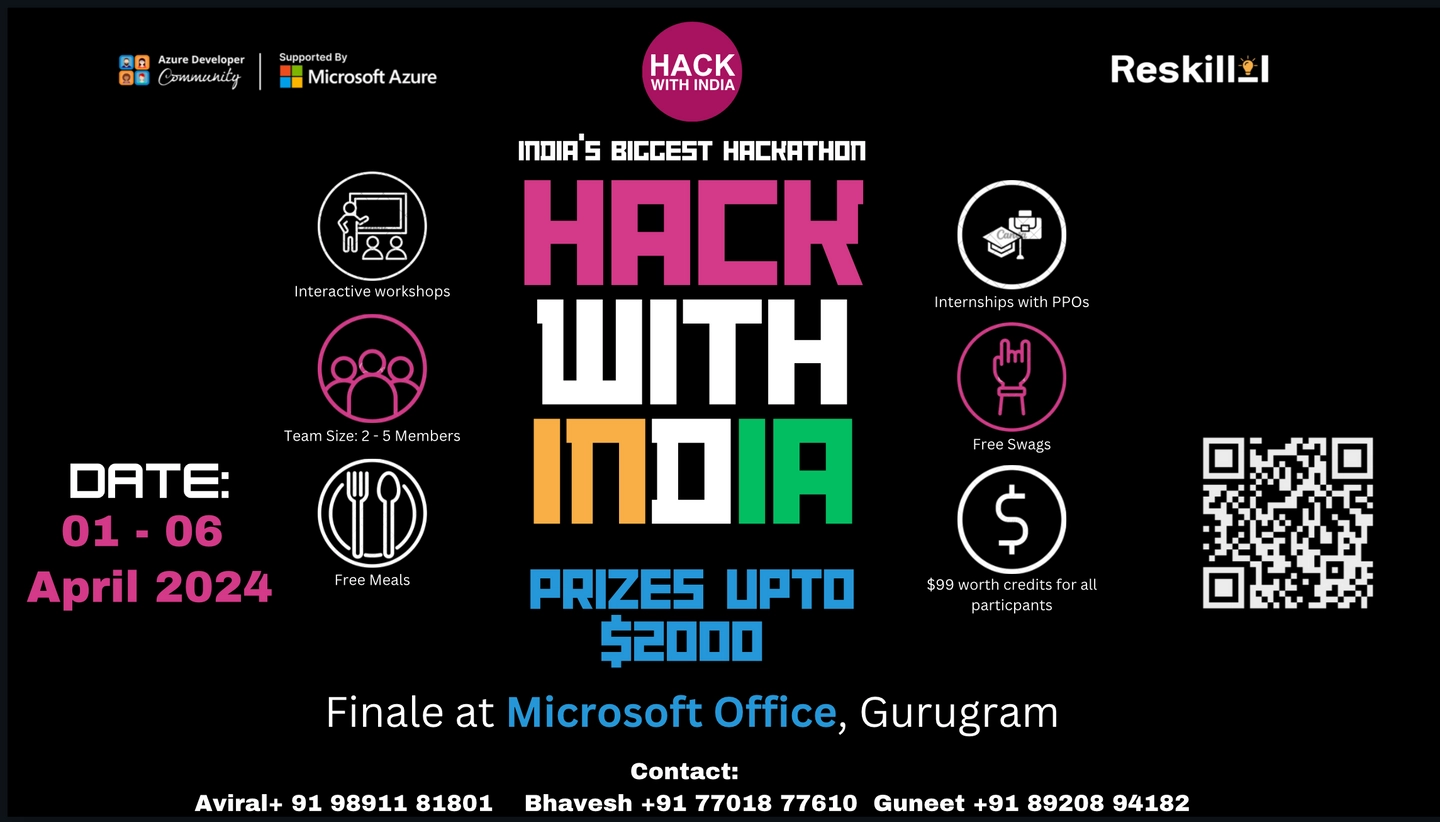 Azure Developer
Community
Supported By
Microsoft Azure
HACK
WITH INDIA
Reskilll
INDIA'S BIGGEST HACKATHON
HACK
WITH
INDIA
Interactive workshops
Team Size: 2 - 5 Members
Free Meals
Internships with PPOs
Free Swags
$99 worth credits for all
particpants
DATE:
01 - 06
April 2024
PRIZES UPTO
$2000
Finale at Microsoft Office, Gurugram
Contact:
Aviral+ 91 98911 81801 Bhavesh +91 77018 77610 Guneet +91 89208 94182